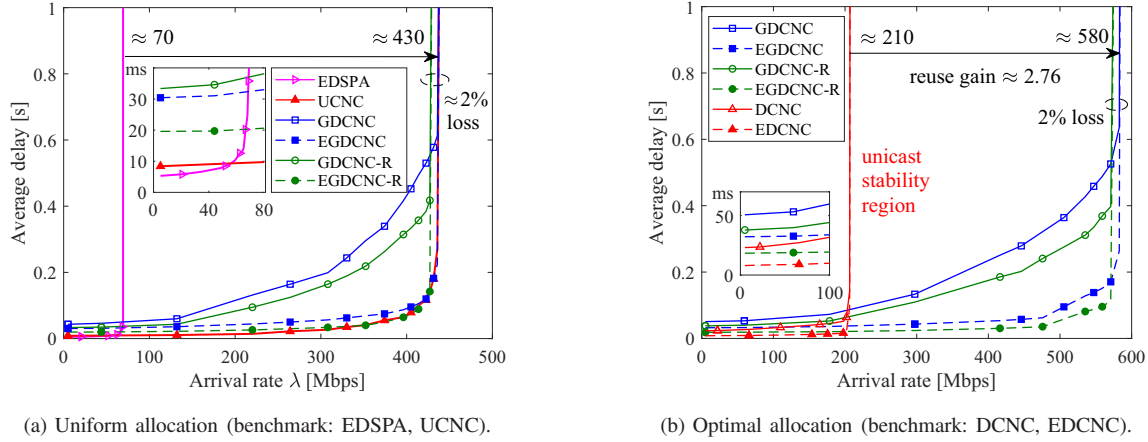 1
0.8
0.6
0.4
0.2
0
Average delay [s]
≈ 70
≈ 430
ms
40
30
20
10
0
0
40
80
EDSPA
UCNC
GDCNC
EGDCNC
GDCNC-R
EGDCNC-R
≈2%
loss
0
100
200
300
400
500
Arrival rate λ [Mbps]
(a) Uniform allocation (benchmark: EDSPA, UCNC).
1
0.8
0.6
0.4
0.2
0
Average delay [s]
GDCNC
EGDCNC
GDCNC-R
EGDCNC-R
DCNC
EDCNC
≈ 210
≈ 580
reuse gain ≈ 2.76
2% loss
unicast
stability
region
ms
50
0
0
100
0
100
200
300
400
500
600
Arrival rate [Mbps]
(b) Optimal allocation (benchmark: DCNC, EDCNC).